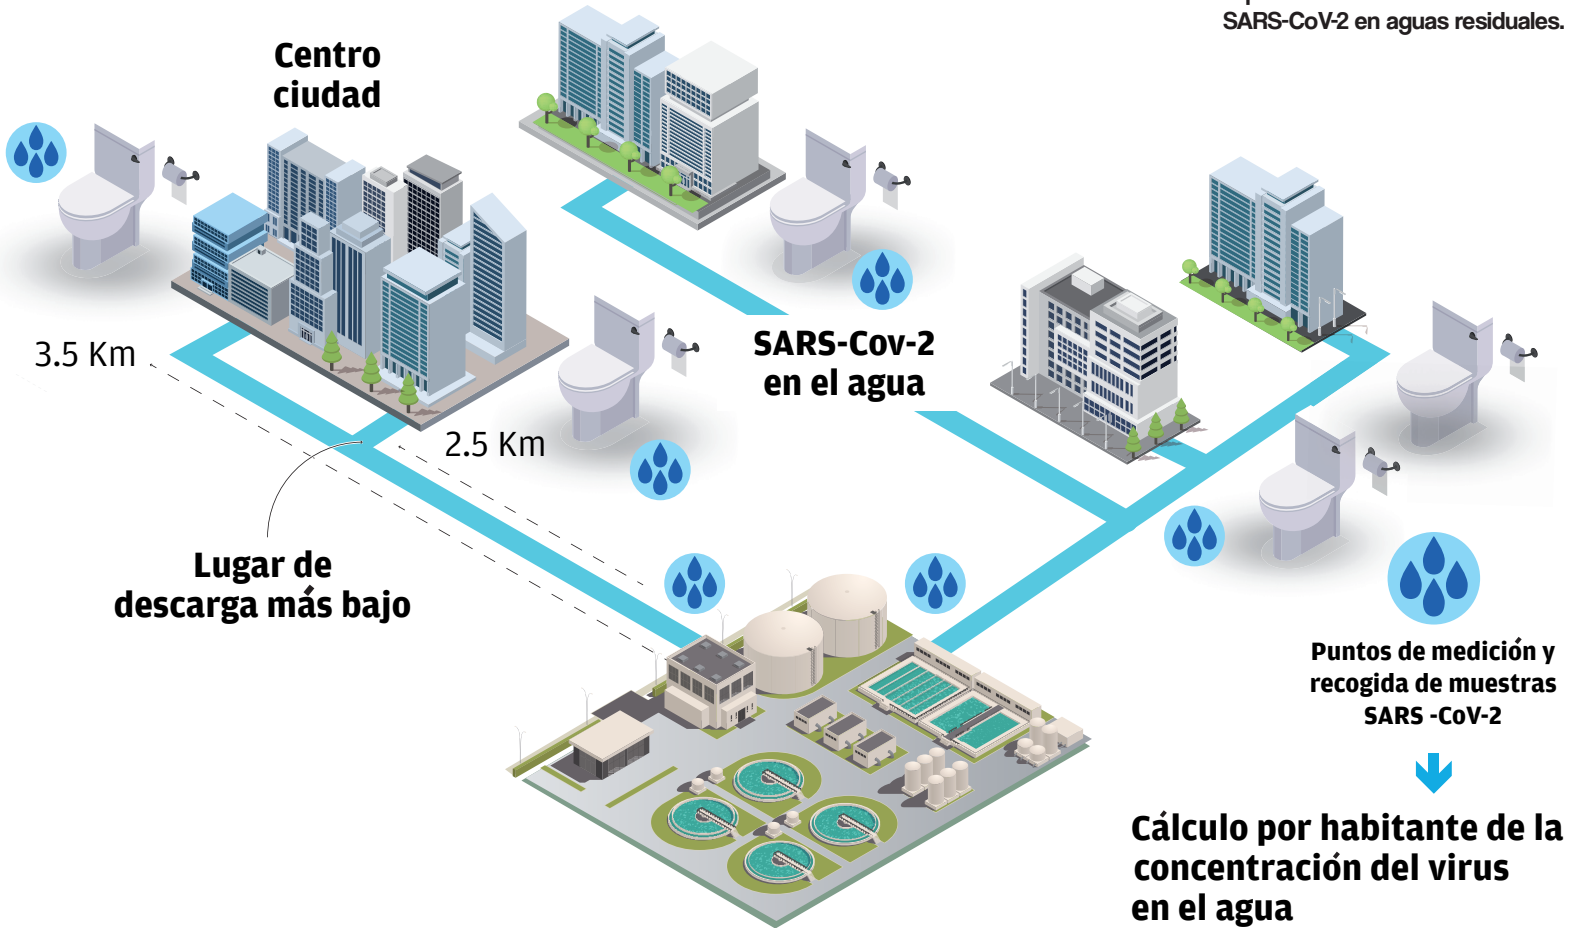 SARS-CoV-2 en aguas residuales.
Centro
ciudad
3.5 Km
SARS-Cov-2
en el agua
2.5 Km
Lugar de
descarga más bajo
Puntos de medición y
recogida de muestras
SARS -CoV-2
Cálculo por habitante de la
concentración del virus
en el agua